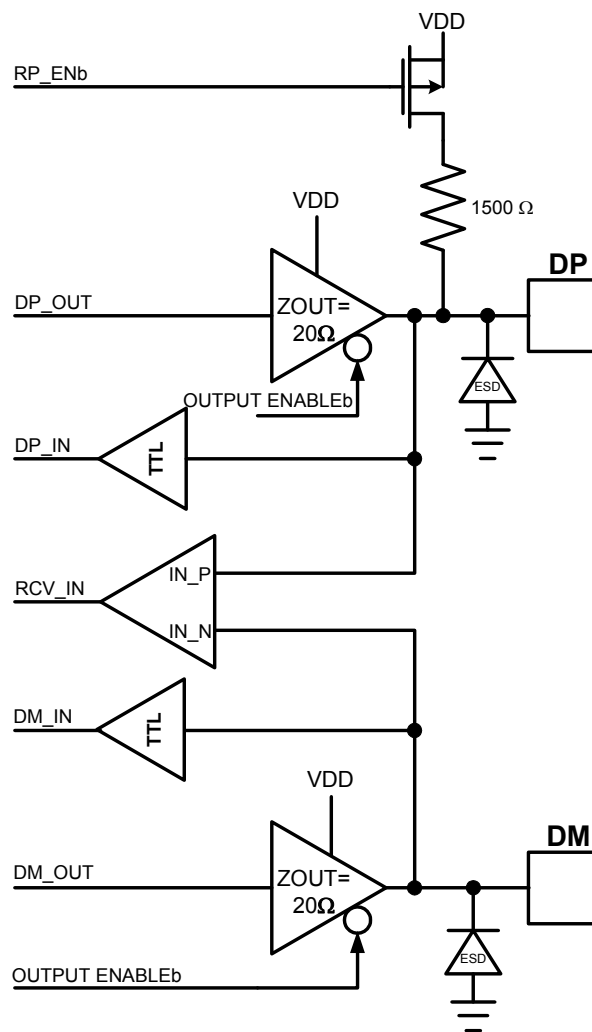 VDD
RP_ENb
1500 Ω
VDD
DP
DP_OUT
ZOUT=
20Ω
ESD
OUTPUT ENABLEb
DP_IN
TTL
IN_P
RCV_IN
IN_N
DM_IN
TTL
VDD
DM
DM_OUT
ZOUT=
20Ω
ESD
OUTPUT ENABLEb